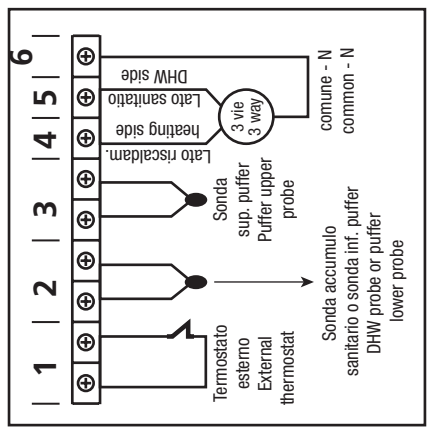 1
2
3
4
5
6
Termostato
esterno
External
thermostat
Sonda accumulo
sanitario o sonda inf. puffer
DHW probe or puffer
lower probe
Sonda
sup. puffer
Puffer upper
probe
Lato riscaldam.
heating side
Lato sanitatio
DHW side
3 vie
3 way
comune - N
common - N